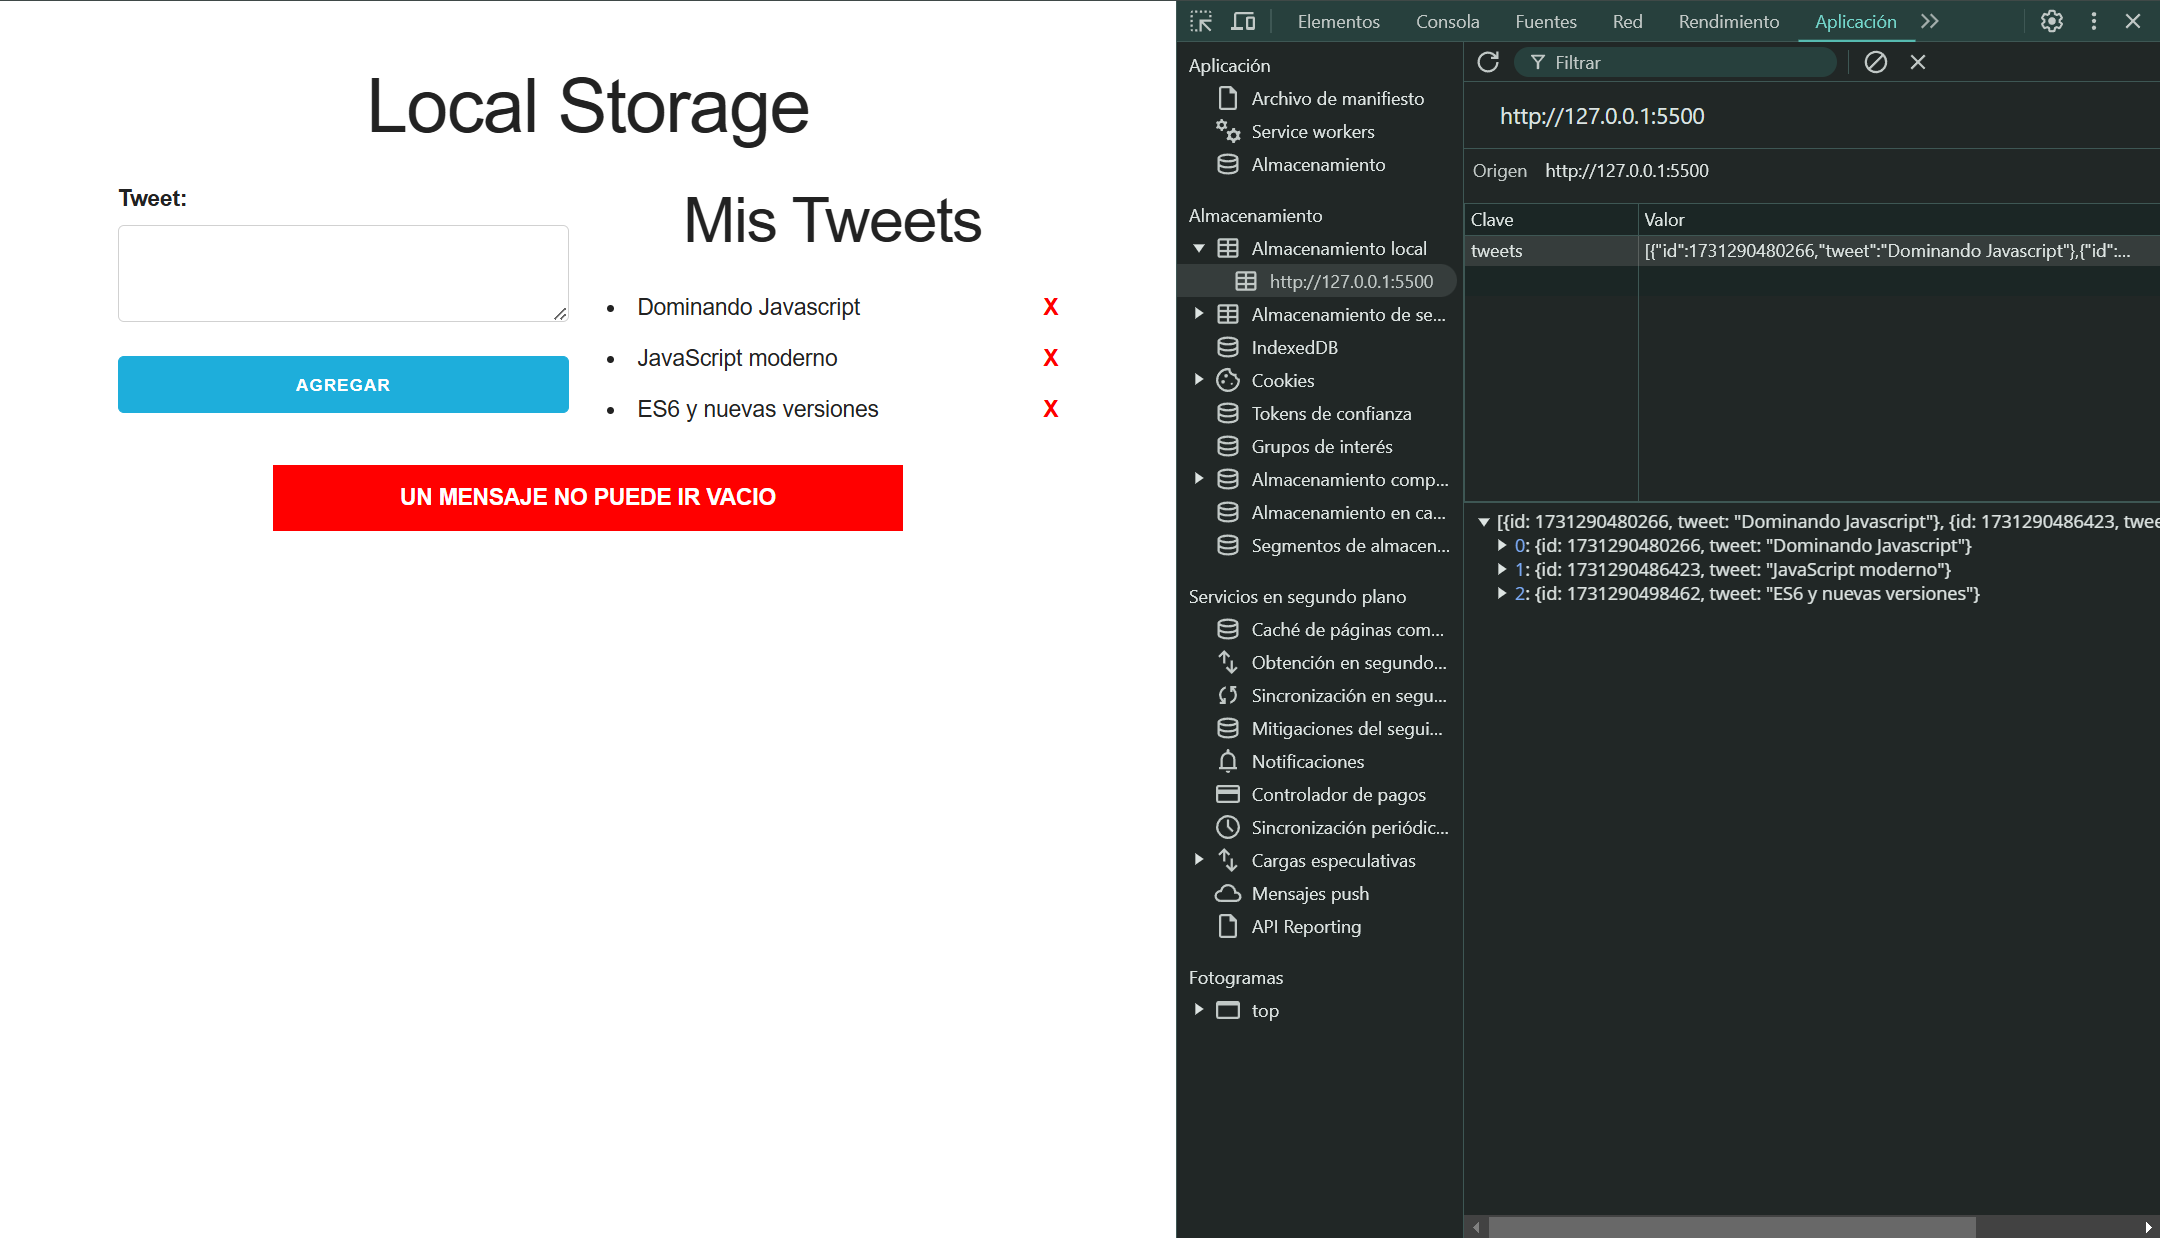 Local Storage
Tweet:
AGREGAR
Mis Tweets
Dominando Javascript X
JavaScript moderno X
ES6 y nuevas versiones X
UN MENSAJE NO PUEDE IR VACIO
Elementos Consola Fuentes Red Rendimiento Aplicación
Aplicación
Archivo de manifiesto
Service workers
Almacenamiento
Almacenamiento
Almacenamiento local
http://127.0.0.1:5500
Almacenamiento de se...
IndexedDB
Cookies
Tokens de confianza
Grupos de interés
Almacenamiento comp...
Almacenamiento en ca...
Segmentos de almacen...
Servicios en segundo plano
Caché de páginas com...
Obtención en segundo...
Sincronización en segu...
Mitigaciones del segui...
Notificaciones
Controlador de pagos
Sincronización periódic...
Cargas especulativas
Mensajes push
API Reporting
Fotogramas
top
Filtrar
http://127.0.0.1:5500
Origen http://127.0.0.1:5500
Clave Valor
tweets [{"id":1731290480266,"tweet":"Dominando Javascript"},{"id":...
[{id: 1731290480266, tweet: "Dominando Javascript"}, {id: 1731290486423, twee
0: {id: 1731290480266, tweet: "Dominando Javascript"}
1: {id: 1731290486423, tweet: "JavaScript moderno"}
2: {id: 1731290498462, tweet: "ES6 y nuevas versiones"}